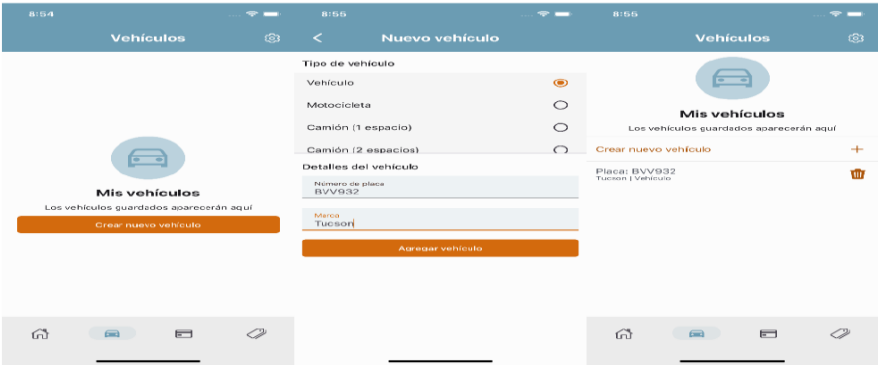 8:54
Vehículos
Mis vehículos
Los vehículos guardados aparecerán aquí
Crear nuevo vehículo
8:55
Nuevo vehículo
Tipo de vehículo
Vehículo
Motocicleta
Camión (1 espacio)
Camión (2 espacios)
Detalles del vehículo
Número de placa
BVV932
Marca
Tucson
Agregar vehículo
8:55
Vehículos
Mis vehículos
Los vehículos guardados aparecerán aquí
Crear nuevo vehículo
Placa: BVV932
Tucson | Vehículo